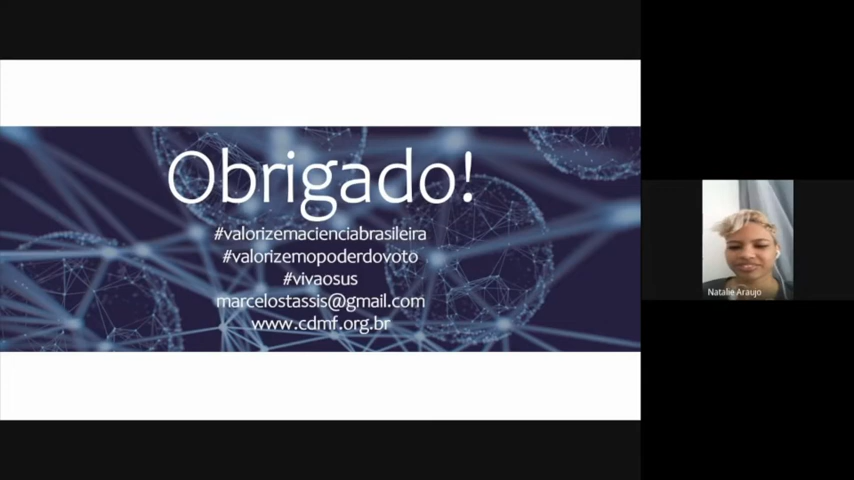 Obrigado!
#valorizemacienciabrasileira
#valorizemopoderdovoto
#vivaosus
marcelostassis@gmail.com
www.cdmf.org.br
Natalie Araujo